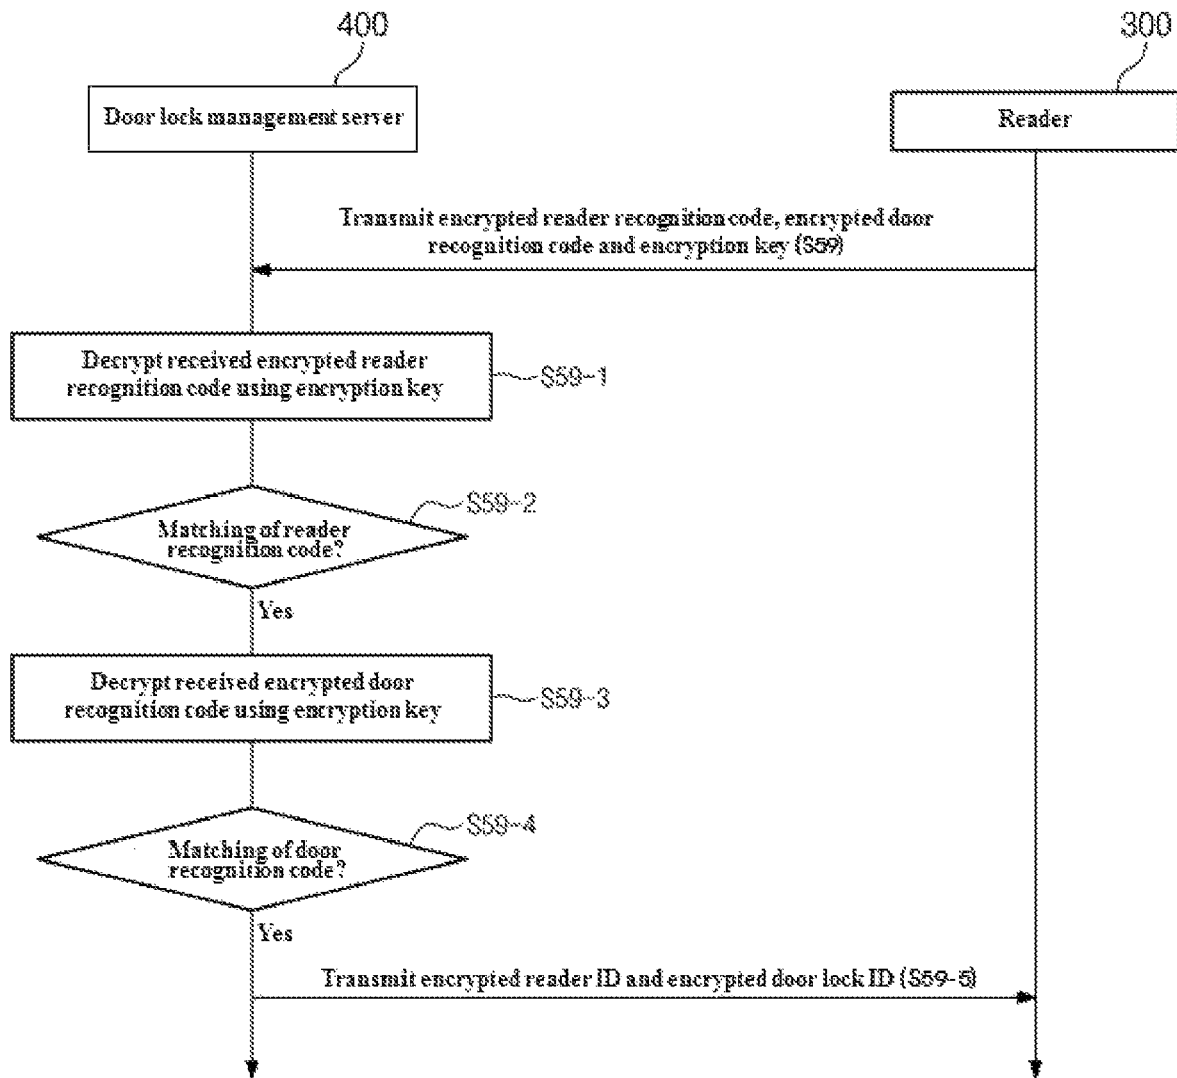 400
300
Door lock management server
Reader
Transmit encrypted reader recognition code, encrypted door
recognition code and encryption key (S59)
Decrypt received encrypted reader
recognition code using encryption key
S59-1
S59-2
Matching of reader
recognition code?
Yes
Decrypt received encrypted door
recognition code using encryption key
S59-3
S59-4
Matching of door
recognition code?
Yes
Transmit encrypted reader ID and encrypted door lock ID (S59-5)